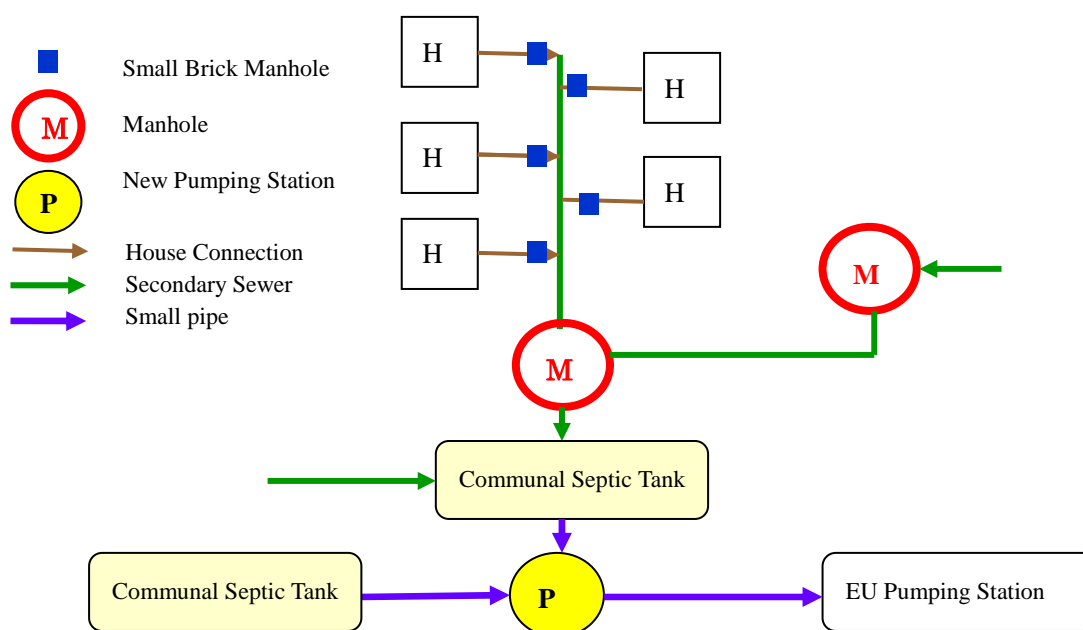 Small Brick Manhole
M
Manhole
New Pumping Station
P
House Connection
Secondary Sewer
Small pipe
H
H
H
H
H
M
M
Communal Septic Tank
Communal Septic Tank
P
EU Pumping Station